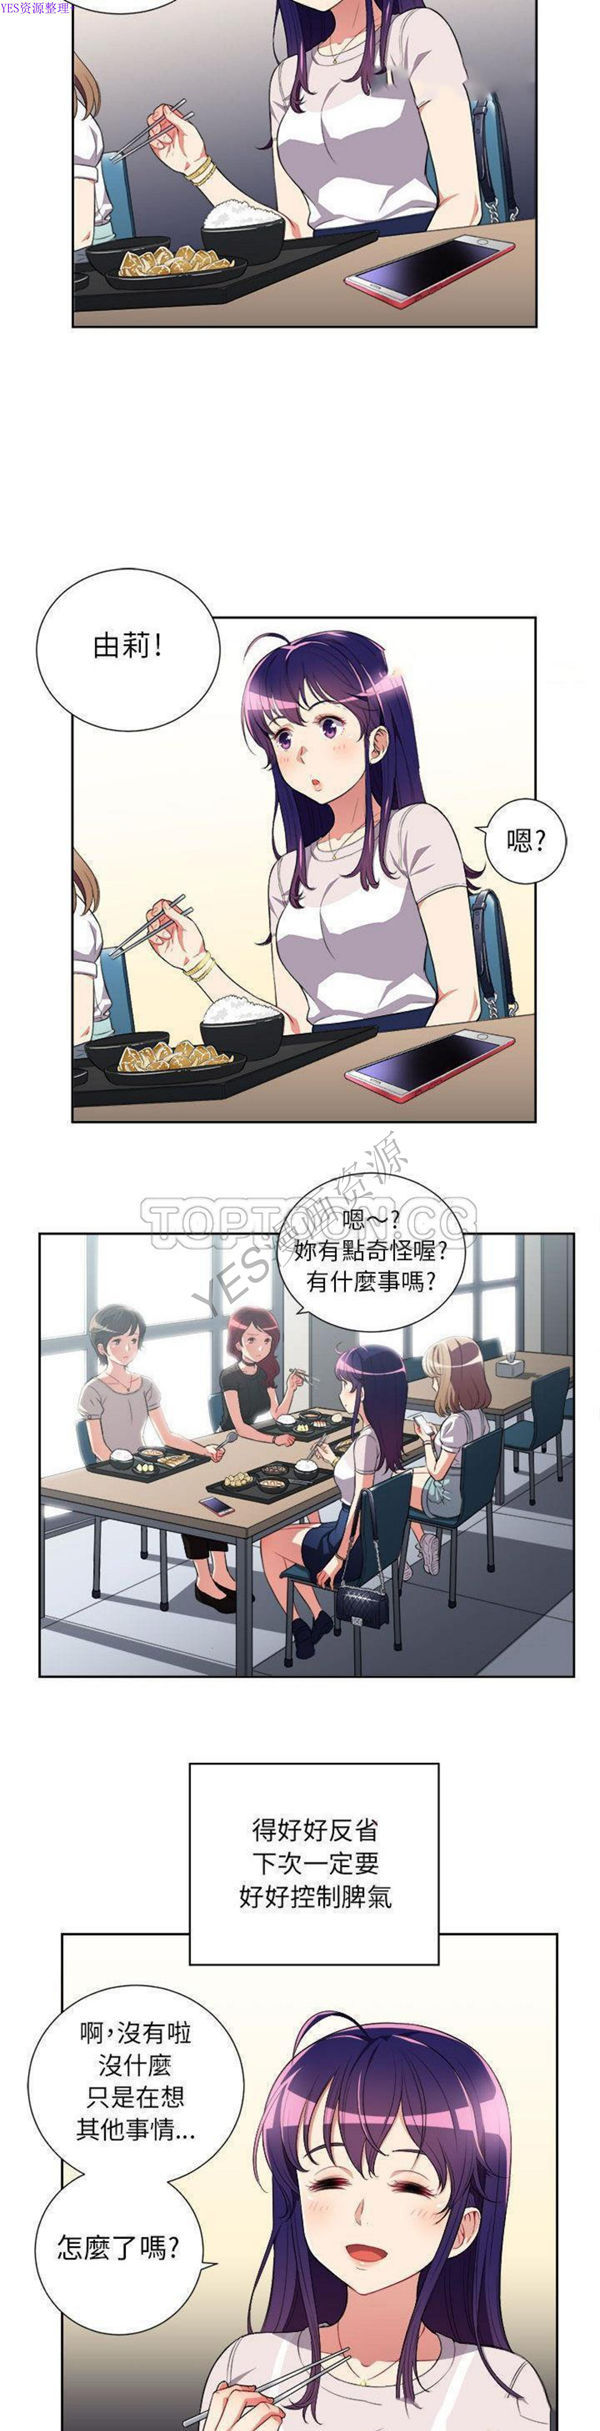 YES资源整理
由莉!
嗯?
TOPTOON.CC
YES漫画资源
嗯～?
妳有點奇怪喔?
有什麼事嗎?
得好好反省
下次一定要
好好控制脾氣
啊,沒有啦
沒什麼
只是在想
其他事情...
怎麼了嗎?